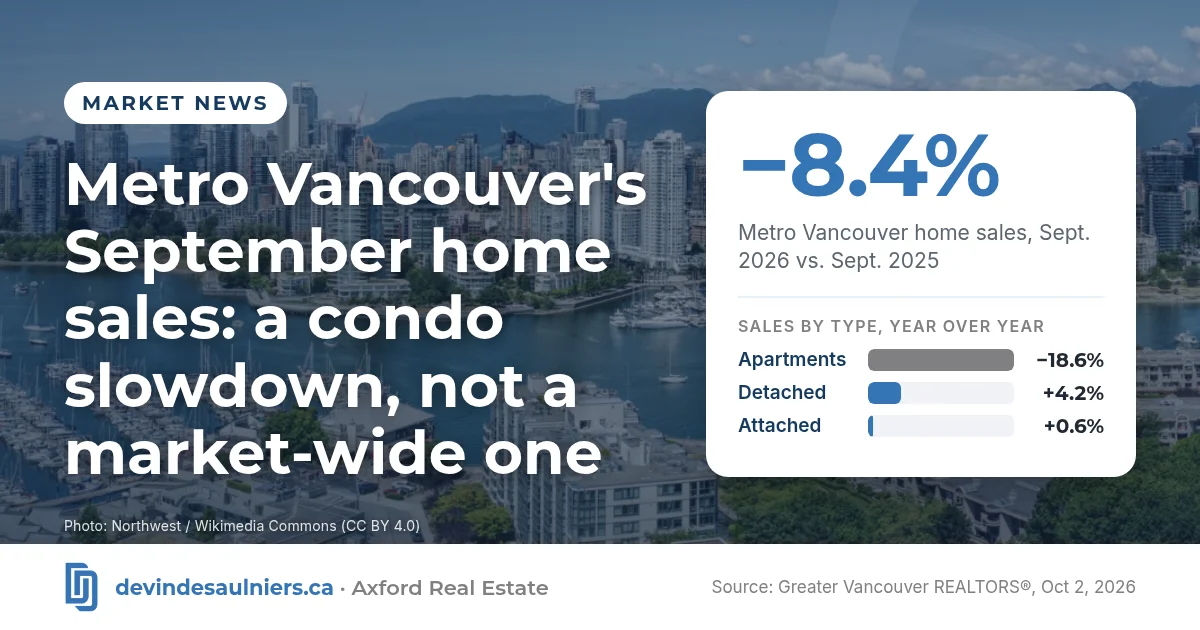 MARKET NEWS
Metro Vancouver's
September home
sales: a condo
slowdown, not a
market-wide one
Photo: Northwest / Wikimedia Commons (CC BY 4.0)
−8.4%
Metro Vancouver home sales, Sept.
2026 vs. Sept. 2025
SALES BY TYPE, YEAR OVER YEAR
Apartments −18.6%
Detached +4.2%
Attached +0.6%
devindesaulniers.ca · Axford Real Estate
Source: Greater Vancouver REALTORS®, Oct 2, 2026